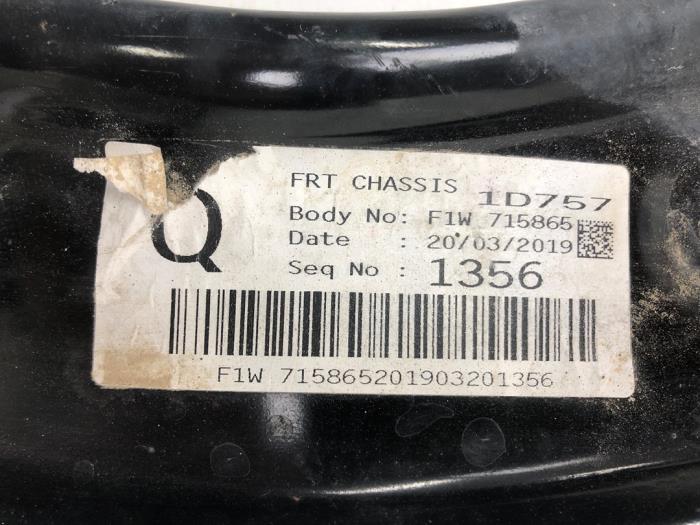 FRT CHASSIS 1D757
Q
Body No: F1W 715865
Date : 20/03/2019
Seq No : 1356
F1W 715865201903201356